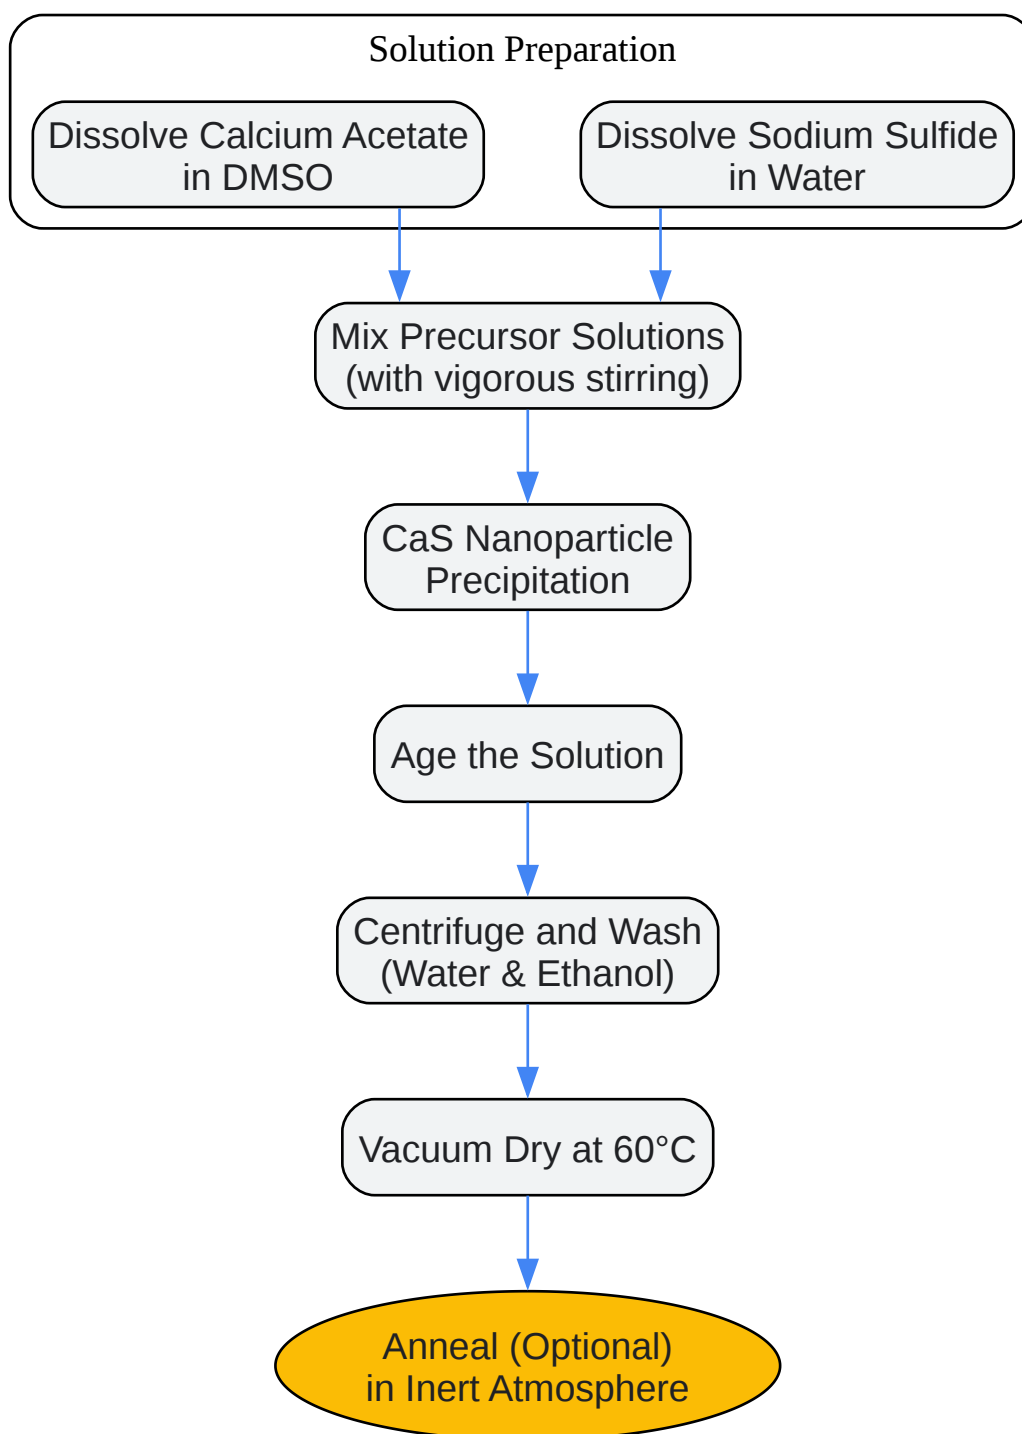 Solution Preparation
Dissolve Calcium Acetate
in DMSO
Dissolve Sodium Sulfide
in Water
Mix Precursor Solutions
(with vigorous stirring)
CaS Nanoparticle
Precipitation
Age the Solution
Centrifuge and Wash
(Water & Ethanol)
Vacuum Dry at 60°C
Anneal (Optional)
in Inert Atmosphere